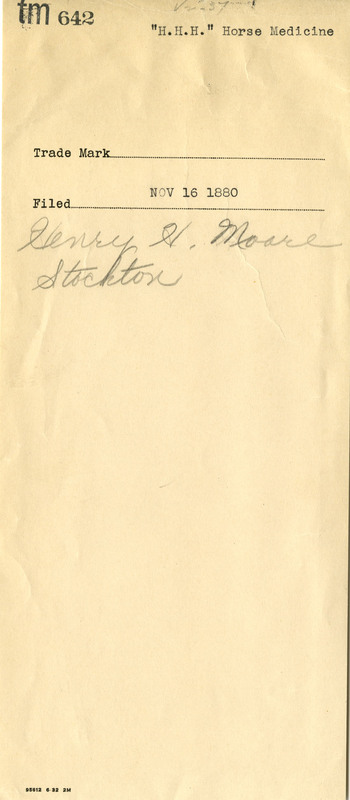 tm 642
"H.H.H." Horse Medicine
Trade Mark
NOV 16 1880
Filed
Henry H. Moore
Stockton